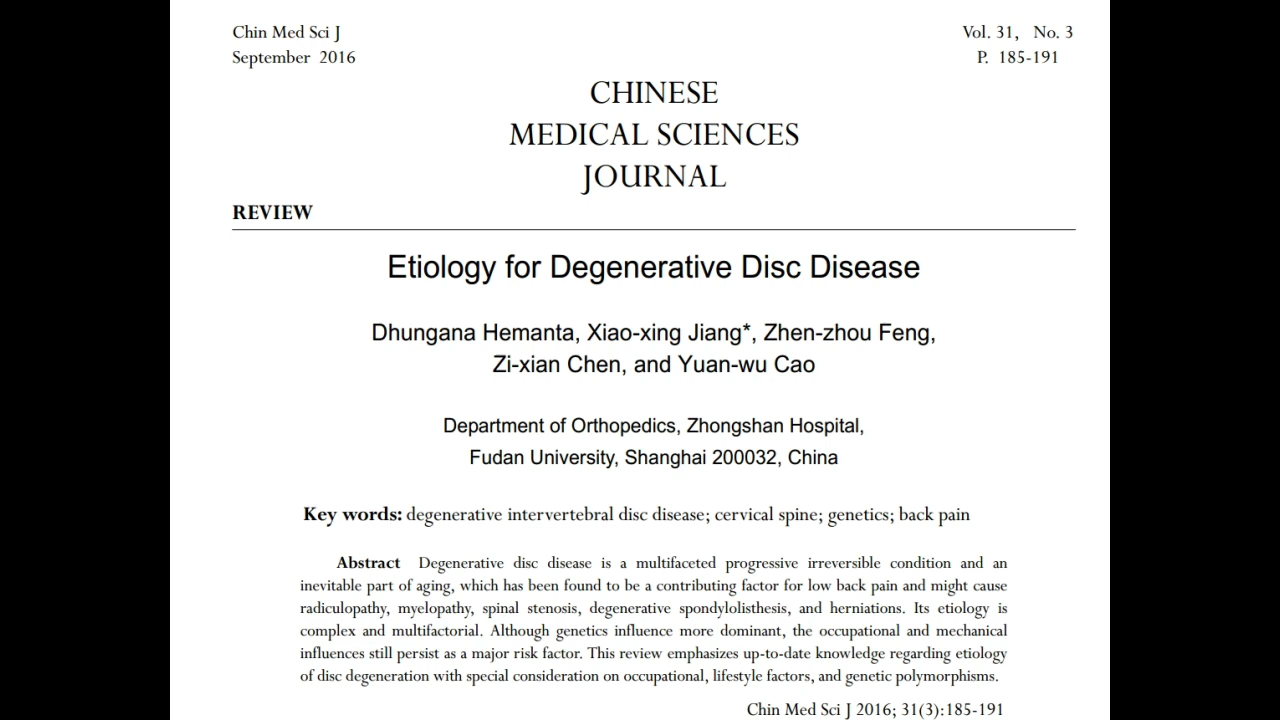 Chin Med Sci J Vol. 31, No. 3
September 2016 P. 185-191
CHINESE
MEDICAL SCIENCES
JOURNAL
REVIEW
Etiology for Degenerative Disc Disease
Dhungana Hemanta, Xiao-xing Jiang*, Zhen-zhou Feng,
Zi-xian Chen, and Yuan-wu Cao
Department of Orthopedics, Zhongshan Hospital,
Fudan University, Shanghai 200032, China
Key words: degenerative intervertebral disc disease; cervical spine; genetics; back pain
Abstract Degenerative disc disease is a multifaceted progressive irreversible condition and an
inevitable part of aging, which has been found to be a contributing factor for low back pain and might cause
radiculopathy, myelopathy, spinal stenosis, degenerative spondylolisthesis, and herniations. Its etiology is
complex and multifactorial. Although genetics influence more dominant, the occupational and mechanical
influences still persist as a major risk factor. This review emphasizes up-to-date knowledge regarding etiology
of disc degeneration with special consideration on occupational, lifestyle factors, and genetic polymorphisms.
Chin Med Sci J 2016; 31(3):185-191